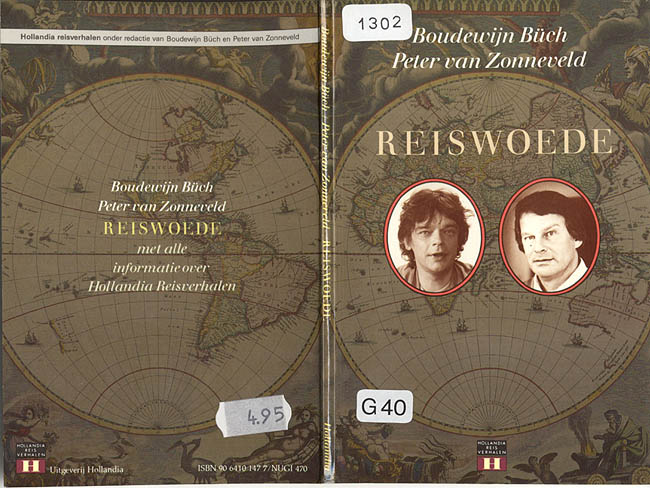 Hollandia reisverhalen onder redactie van Boudewijn Büch en Peter van Zonneveld
Boudewijn Büch
Peter van Zonneveld
REISWOEDE
met alle
informatie over
Hollandia Reisverhalen
4.95
HOLLANDIA
REIS
VERHALEN
H
Uitgeverij Hollandia
ISBN 90 6410 147 7 / NUGI 470
Boudewijn Büch / Peter van Zonneveld - REISWOEDE
Hollandia
1302
Boudewijn Büch
Peter van Zonneveld
REISWOEDE
G40
HOLLANDIA
REIS
VERHALEN
H